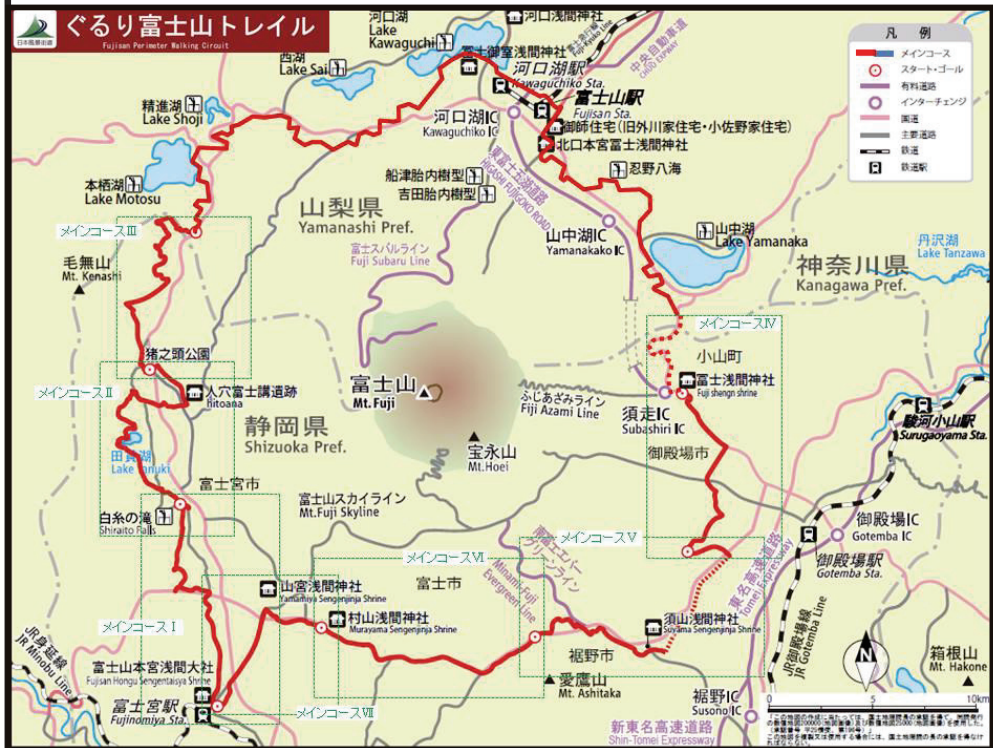 日本風景街道
ぐるり富士山トレイル
Fujisan Perimeter Walking Circuit
河口湖
Lake
Kawaguchi
河口浅間神社
富士急行線
Fuji-Kyuko Line
中央自動車道
CHUO EXPWAY
凡 例
メインコース
スタート・ゴール
有料道路
インターチェンジ
国道
主要道路
鉄道
鉄道駅
西湖
Lake Sai
冨士御室浅間神社
河口湖駅
Kawaguchiko Sta.
富士山駅
Fujisan Sta.
精進湖
Lake Shoji
河口湖IC
Kawaguchiko IC
御師住宅(旧外川家住宅・小佐野家住宅)
北口本宮冨士浅間神社
忍野八海
本栖湖
Lake Motosu
船津胎内樹型
吉田胎内樹型
東富士五湖道路
HIGASHI FUJIGOKO ROAD
山梨県
Yamanashi Pref.
メインコースⅢ
山中湖IC
Yamanakako IC
山中湖
Lake Yamanaka
丹沢湖
Lake Tanzawa
毛無山
Mt. Kenashi
富士スバルライン
Fuji Subaru Line
神奈川県
Kanagawa Pref.
メインコースⅣ
猪之頭公園
小山町
メインコースⅡ
人穴富士講遺跡
Hitoana
富士山
Mt. Fuji
ふじあざみライン
Fiji Azami Line
富士浅間神社
Fuji shengn shrine
須走IC
Subashiri IC
駿河小山駅
Surugaoyama Sta.
静岡県
Shizuoka Pref.
宝永山
Mt.Hoei
御殿場市
田貫湖
Lake Tanuki
富士宮市
富士山スカイライン
Mt.Fuji Skyline
白糸の滝
Shiraito Falls
御殿場IC
Gotemba IC
メインコースⅤ
南富士エバーグリーンライン
Minami-Fuji
Evergreen Line
東名高速道路
Tomei Expressway
御殿場駅
Gotemba Sta.
メインコースⅥ
富士市
山宮浅間神社
Yamamiya Sengenjinja Shrine
村山浅間神社
Murayama Sengenjinja Shrine
メインコースⅠ
須山浅間神社
Suyama Sengenjinja Shrine
JR御殿場線
JR Gotemba Line
JR身延線
JR Minobu Line
富士山本宮浅間大社
Fujisan Hongu Sengentaisya Shrine
富士宮駅
Fujinomiya Sta.
メインコースⅦ
裾野市
愛鷹山
Mt. Ashitaka
裾野IC
Susono IC
新東名高速道路
Shin-Tomei Expressway
N
箱根山
Mt. Hakone
0 5 10km